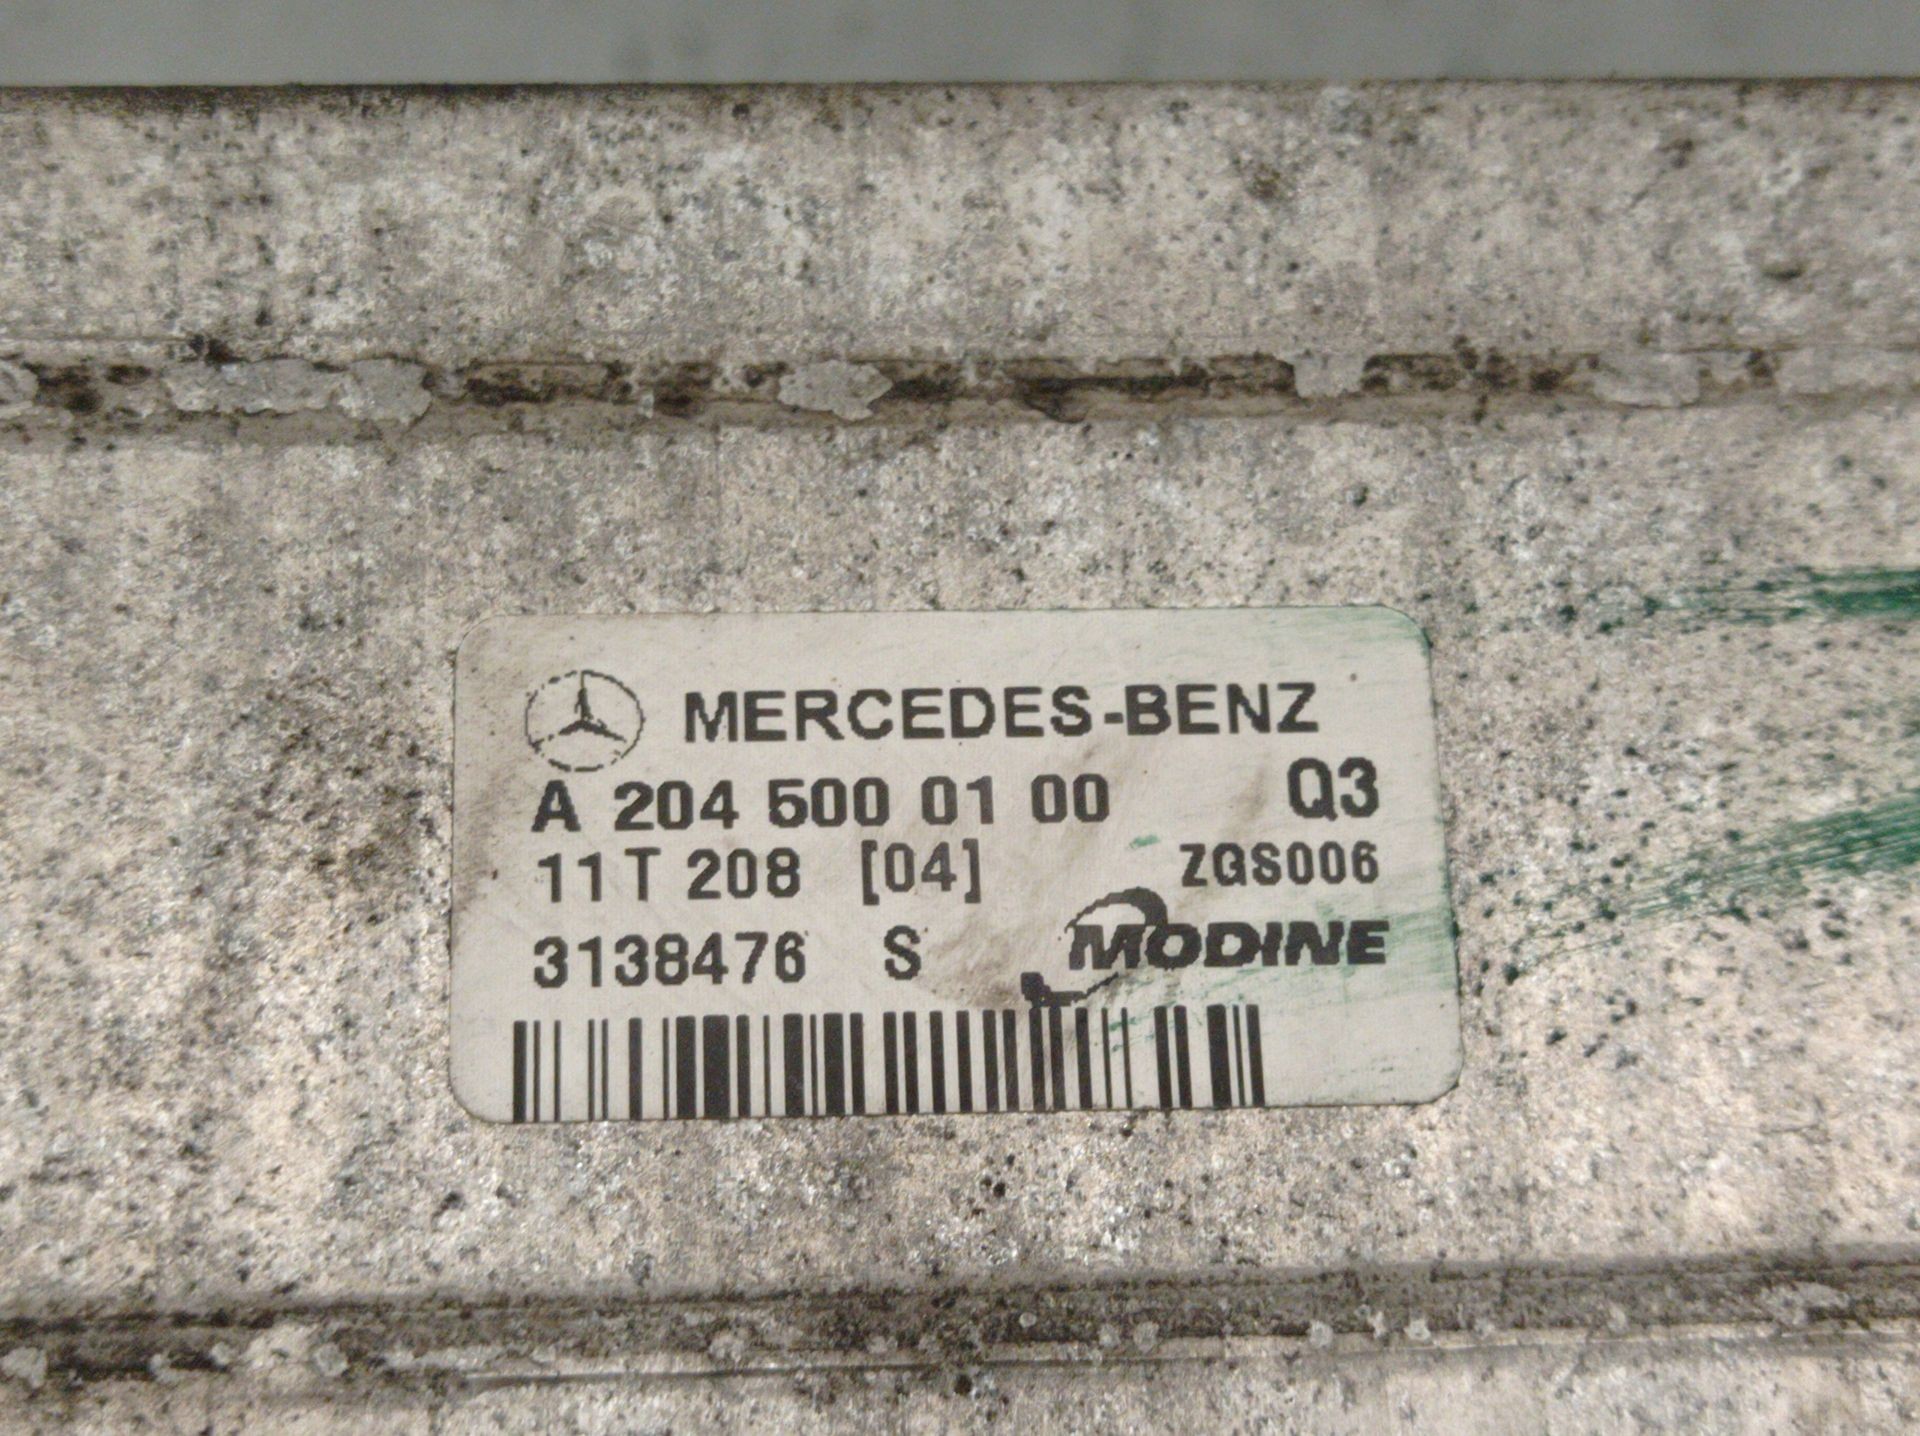 MERCEDES-BENZ
A 204 500 01 00 Q3
11 T 208 [04] ZGS006
3138476 S MODINE